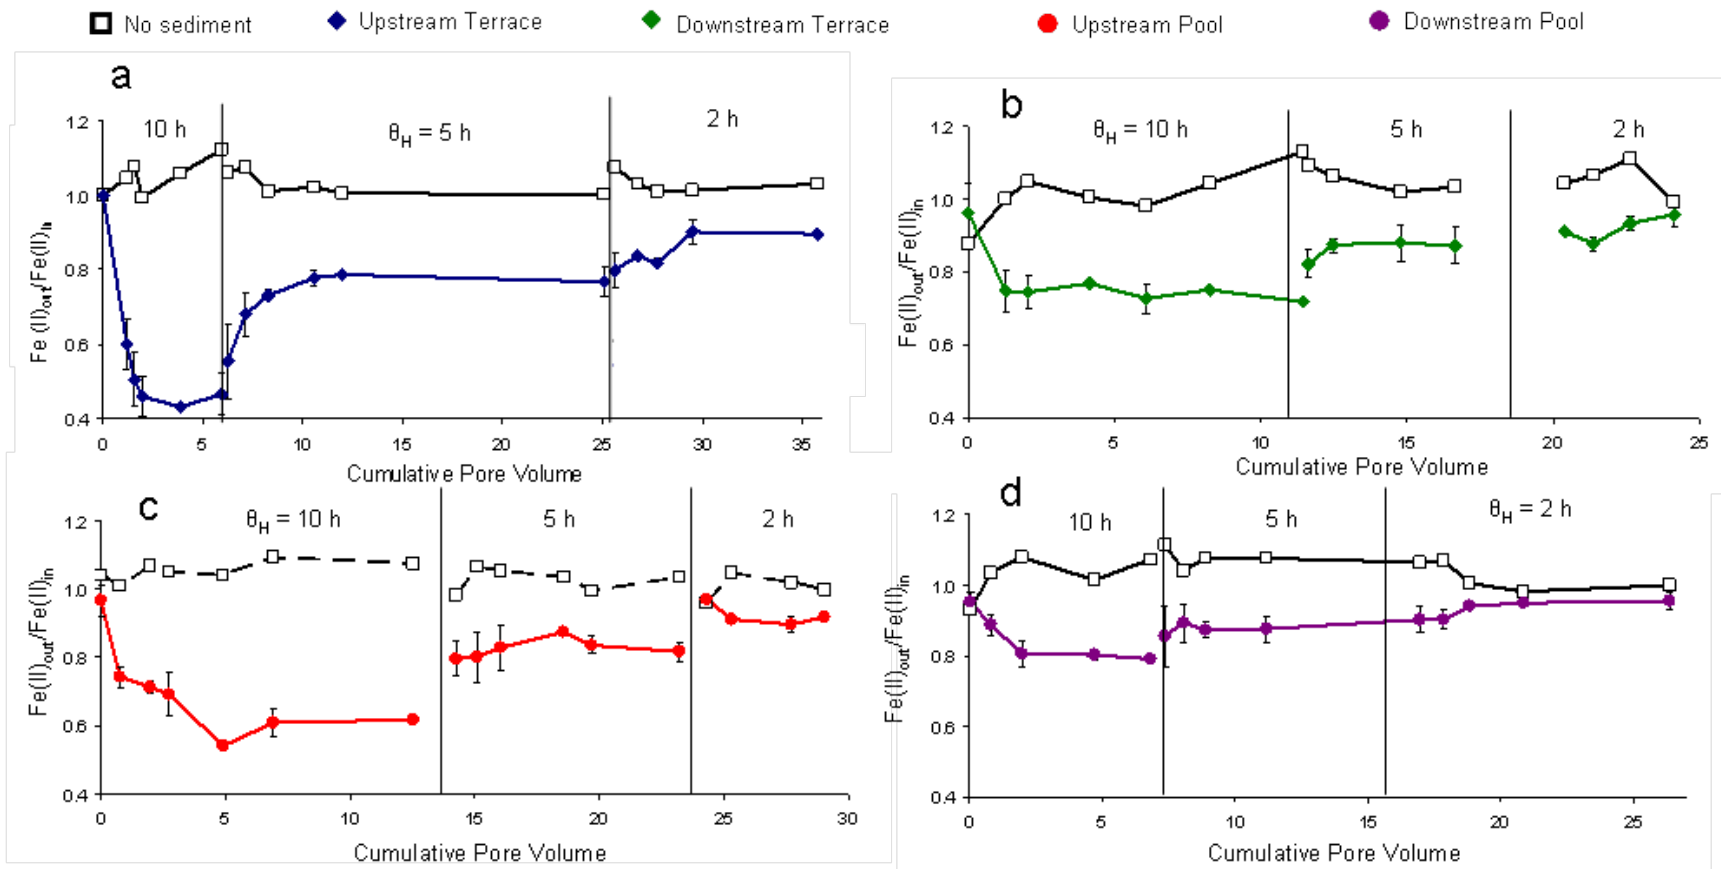 No sediment Upstream Terrace Downstream Terrace Upstream Pool Downstream Pool
a
10 h θH = 5 h 2 h
1.2
1.0
0.8
0.6
0.4
Fe (II)out/Fe(II)in
0 5 10 15 20 25 30 35
Cumulative Pore Volume
b
θH = 10 h 5 h 2 h
1.2
1.0
0.8
0.6
0.4
Fe(II)out/Fe(II)in
0 5 10 15 20 25
Cumulative Pore Volume
c
θH = 10 h 5 h 2 h
1.2
1.0
0.8
0.6
0.4
Fe(II)out/Fe(II)in
0 5 10 15 20 25 30
Cumulative Pore Volume
d
10 h 5 h θH = 2 h
1.2
1.0
0.8
0.6
0.4
Fe(II)out/Fe(II)in
0 5 10 15 20 25
Cumulative Pore Volume